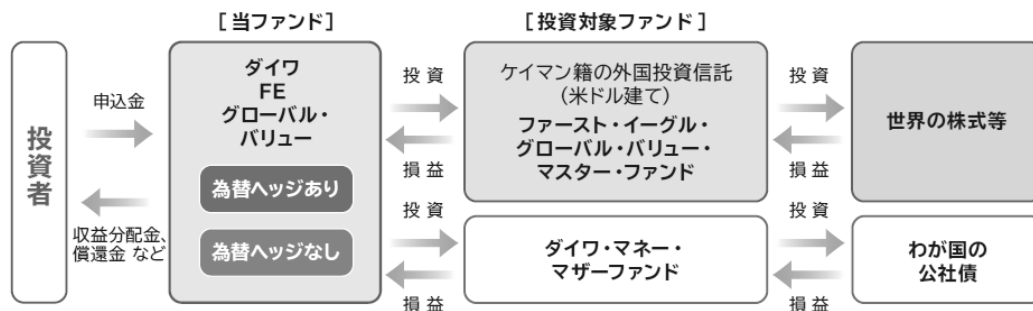 [当ファンド]
[投資対象ファンド]
投資者
申込金
収益分配金、
償還金 など
ダイワ
FE
グローバル・
バリュー
為替ヘッジあり
為替ヘッジなし
投 資
損 益
投 資
損 益
ケイマン籍の外国投資信託
(米ドル建て)
ファースト・イーグル・
グローバル・バリュー・
マスター・ファンド
ダイワ・マネー・
マザーファンド
投 資
損 益
投 資
損 益
世界の株式等
わが国の
公社債